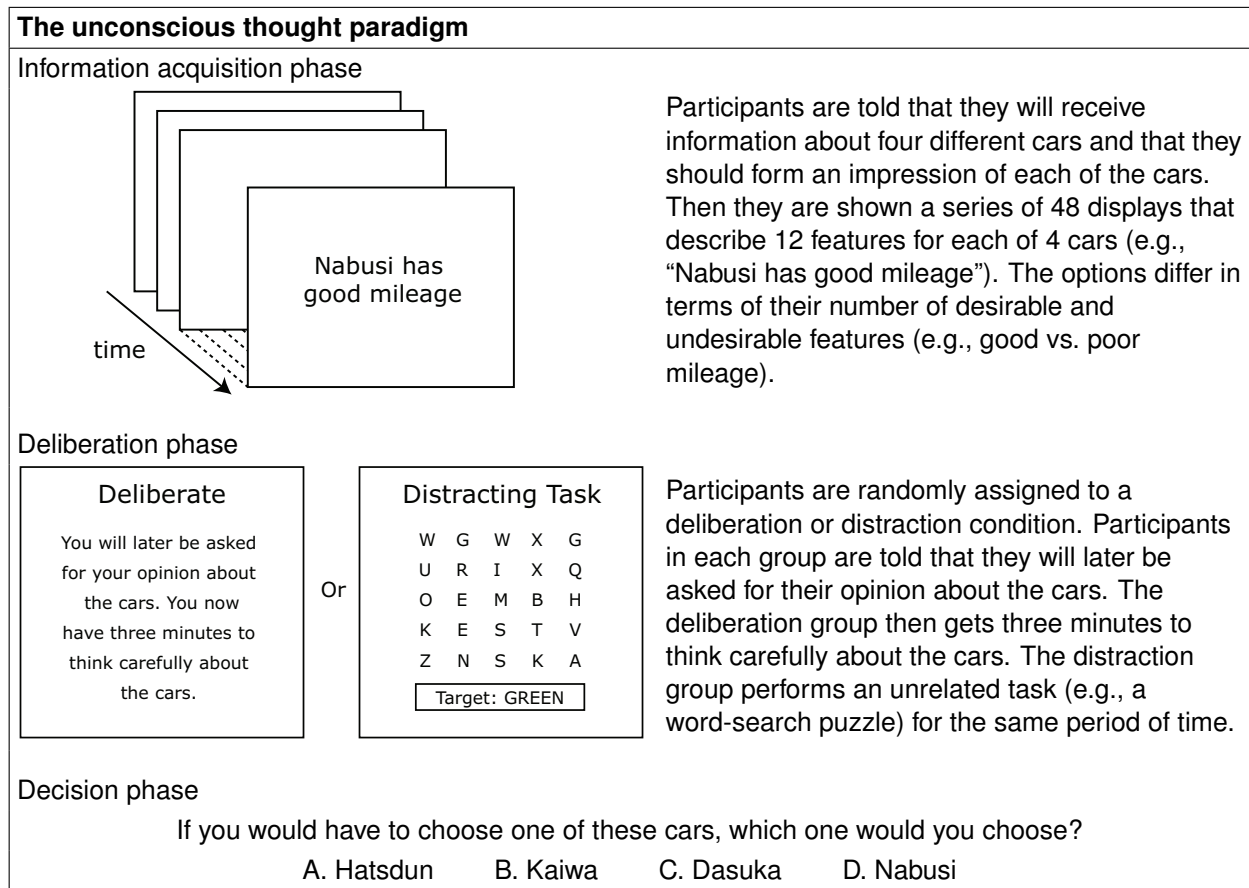 The unconscious thought paradigm
Information acquisition phase
Nabusi has
good mileage
time
Participants are told that they will receive
information about four different cars and that they
should form an impression of each of the cars.
Then they are shown a series of 48 displays that
describe 12 features for each of 4 cars (e.g.,
“Nabusi has good mileage”). The options differ in
terms of their number of desirable and
undesirable features (e.g., good vs. poor
mileage).
Deliberation phase
Deliberate
You will later be asked
for your opinion about
the cars. You now
have three minutes to
think carefully about
the cars.
Or
Distracting Task
W G W X G
U R I X Q
O E M B H
K E S T V
Z N S K A
Target: GREEN
Participants are randomly assigned to a
deliberation or distraction condition. Participants
in each group are told that they will later be
asked for their opinion about the cars. The
deliberation group then gets three minutes to
think carefully about the cars. The distraction
group performs an unrelated task (e.g., a
word-search puzzle) for the same period of time.
Decision phase
If you would have to choose one of these cars, which one would you choose?
A. Hatsdun B. Kaiwa C. Dasuka D. Nabusi